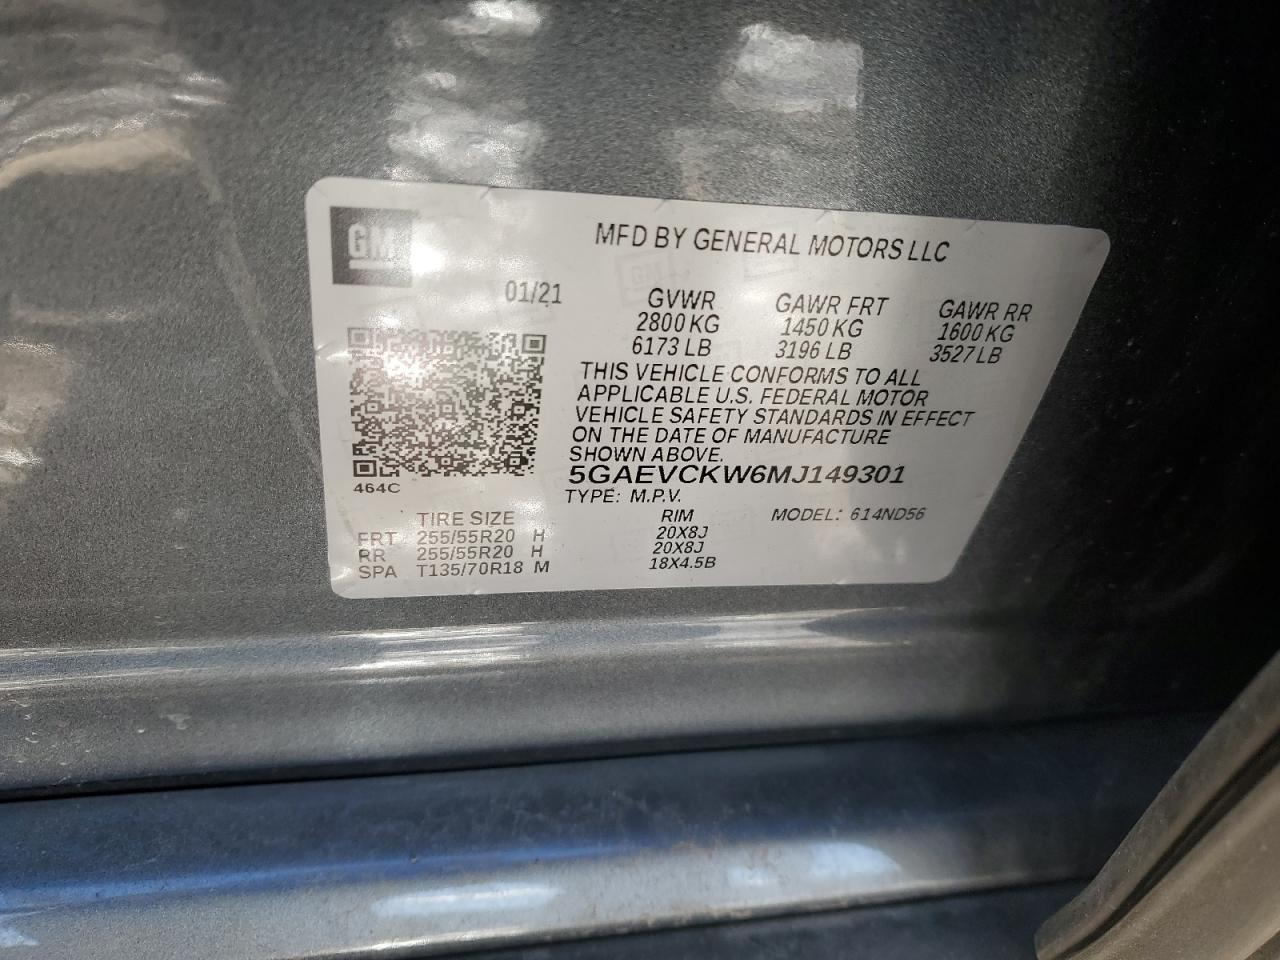 GM
MFD BY GENERAL MOTORS LLC
01/21
GVWR GAWR FRT GAWR RR
2800 KG 1450 KG 1600 KG
6173 LB 3196 LB 3527 LB
THIS VEHICLE CONFORMS TO ALL
APPLICABLE U.S. FEDERAL MOTOR
VEHICLE SAFETY STANDARDS IN EFFECT
ON THE DATE OF MANUFACTURE
SHOWN ABOVE.
5GAEVCKW6MJ149301
464C
TYPE: M.P.V.
TIRE SIZE RIM MODEL: 614ND56
FRT 255/55R20 H 20X8J
RR 255/55R20 H 20X8J
SPA T135/70R18 M 18X4.5B